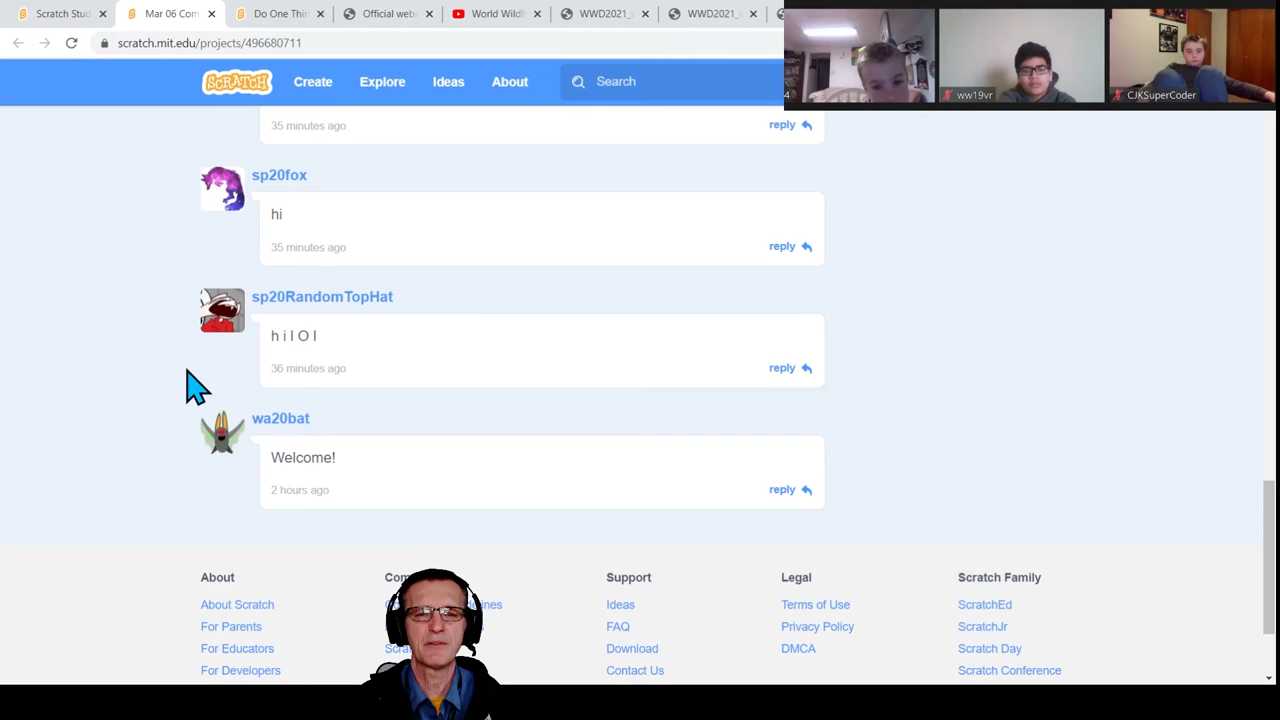 Scratch Stud
Mar 06 Com
Do One Thin
Official webs
World Wildl
WWD2021_
WWD2021_
scratch.mit.edu/projects/496680711
SCRATCH
Create
Explore
Ideas
About
Search
4
ww19vr
CJKSuperCoder
35 minutes ago
reply
sp20fox
hi
35 minutes ago
reply
sp20RandomTopHat
h i l O l
36 minutes ago
reply
wa20bat
Welcome!
2 hours ago
reply
About
Support
Legal
Scratch Family
About Scratch
Ideas
Terms of Use
ScratchEd
For Parents
FAQ
Privacy Policy
ScratchJr
For Educators
Download
DMCA
Scratch Day
For Developers
Contact Us
Scratch Conference